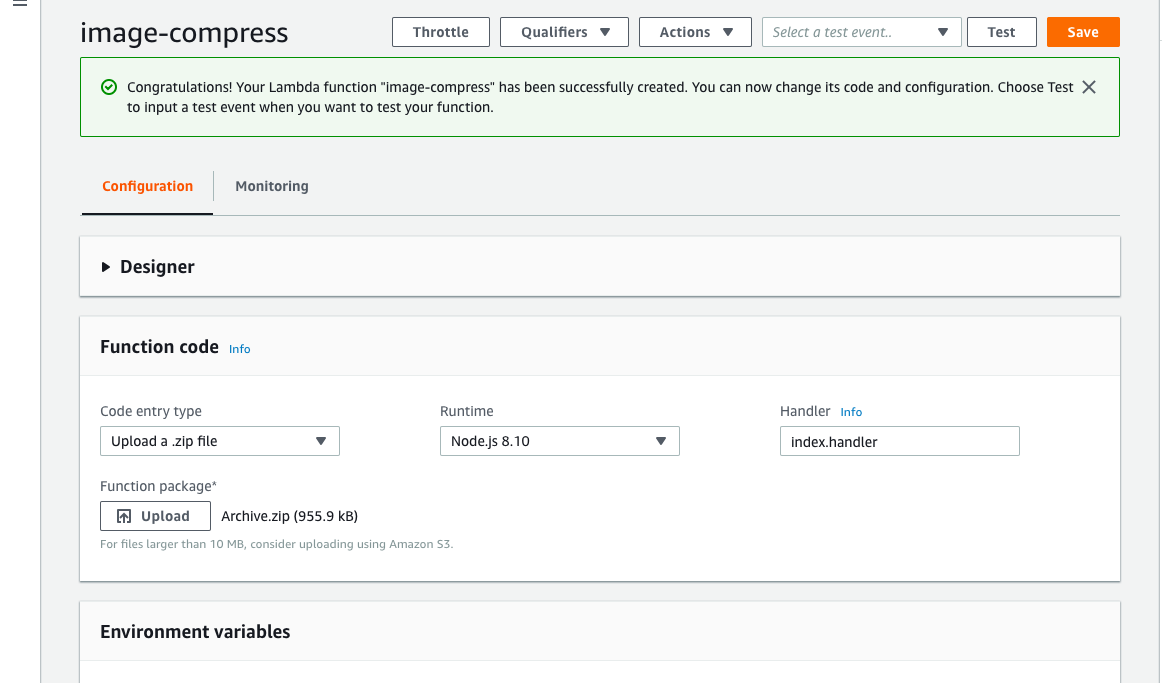 image-compress
Throttle
Qualifiers
Actions
Select a test event..
Test
Save
Congratulations! Your Lambda function "image-compress" has been successfully created. You can now change its code and configuration. Choose Test
to input a test event when you want to test your function.
Configuration
Monitoring
Designer
Function code Info
Code entry type
Runtime
Handler Info
Upload a .zip file
Node.js 8.10
index.handler
Function package*
Upload Archive.zip (955.9 kB)
For files larger than 10 MB, consider uploading using Amazon S3.
Environment variables